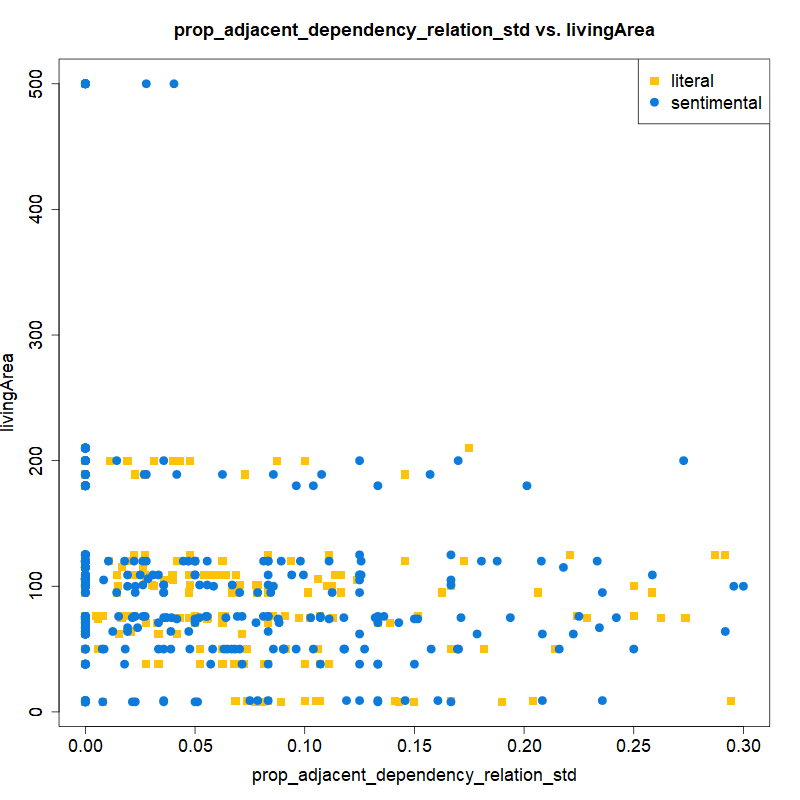 prop_adjacent_dependency_relation_std vs. livingArea
literal
sentimental
livingArea
500
400
300
200
100
0
0.00 0.05 0.10 0.15 0.20 0.25 0.30
prop_adjacent_dependency_relation_std